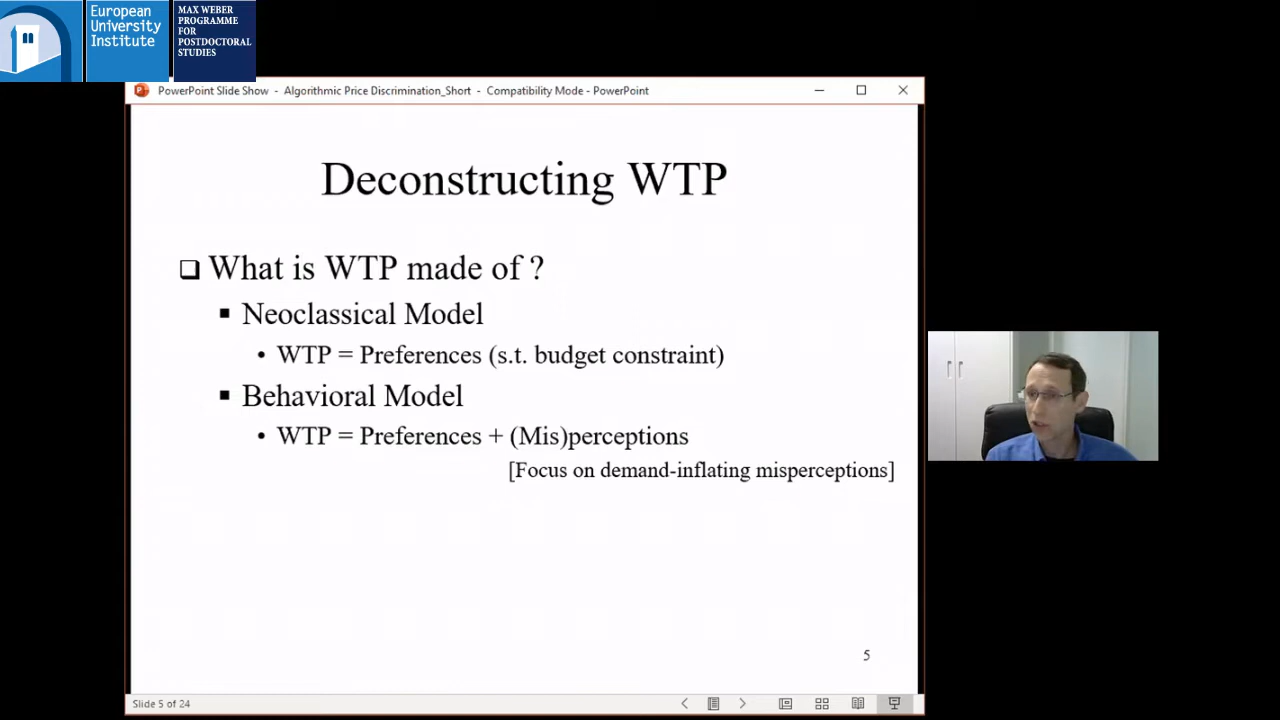 European
University
Institute
MAX WEBER
PROGRAMME
FOR
POSTDOCTORAL
STUDIES
PowerPoint Slide Show - Algorithmic Price Discrimination_Short - Compatibility Mode - PowerPoint
Deconstructing WTP
What is WTP made of ?
Neoclassical Model
WTP = Preferences (s.t. budget constraint)
Behavioral Model
WTP = Preferences + (Mis)perceptions
[Focus on demand-inflating misperceptions]
5
Slide 5 of 24